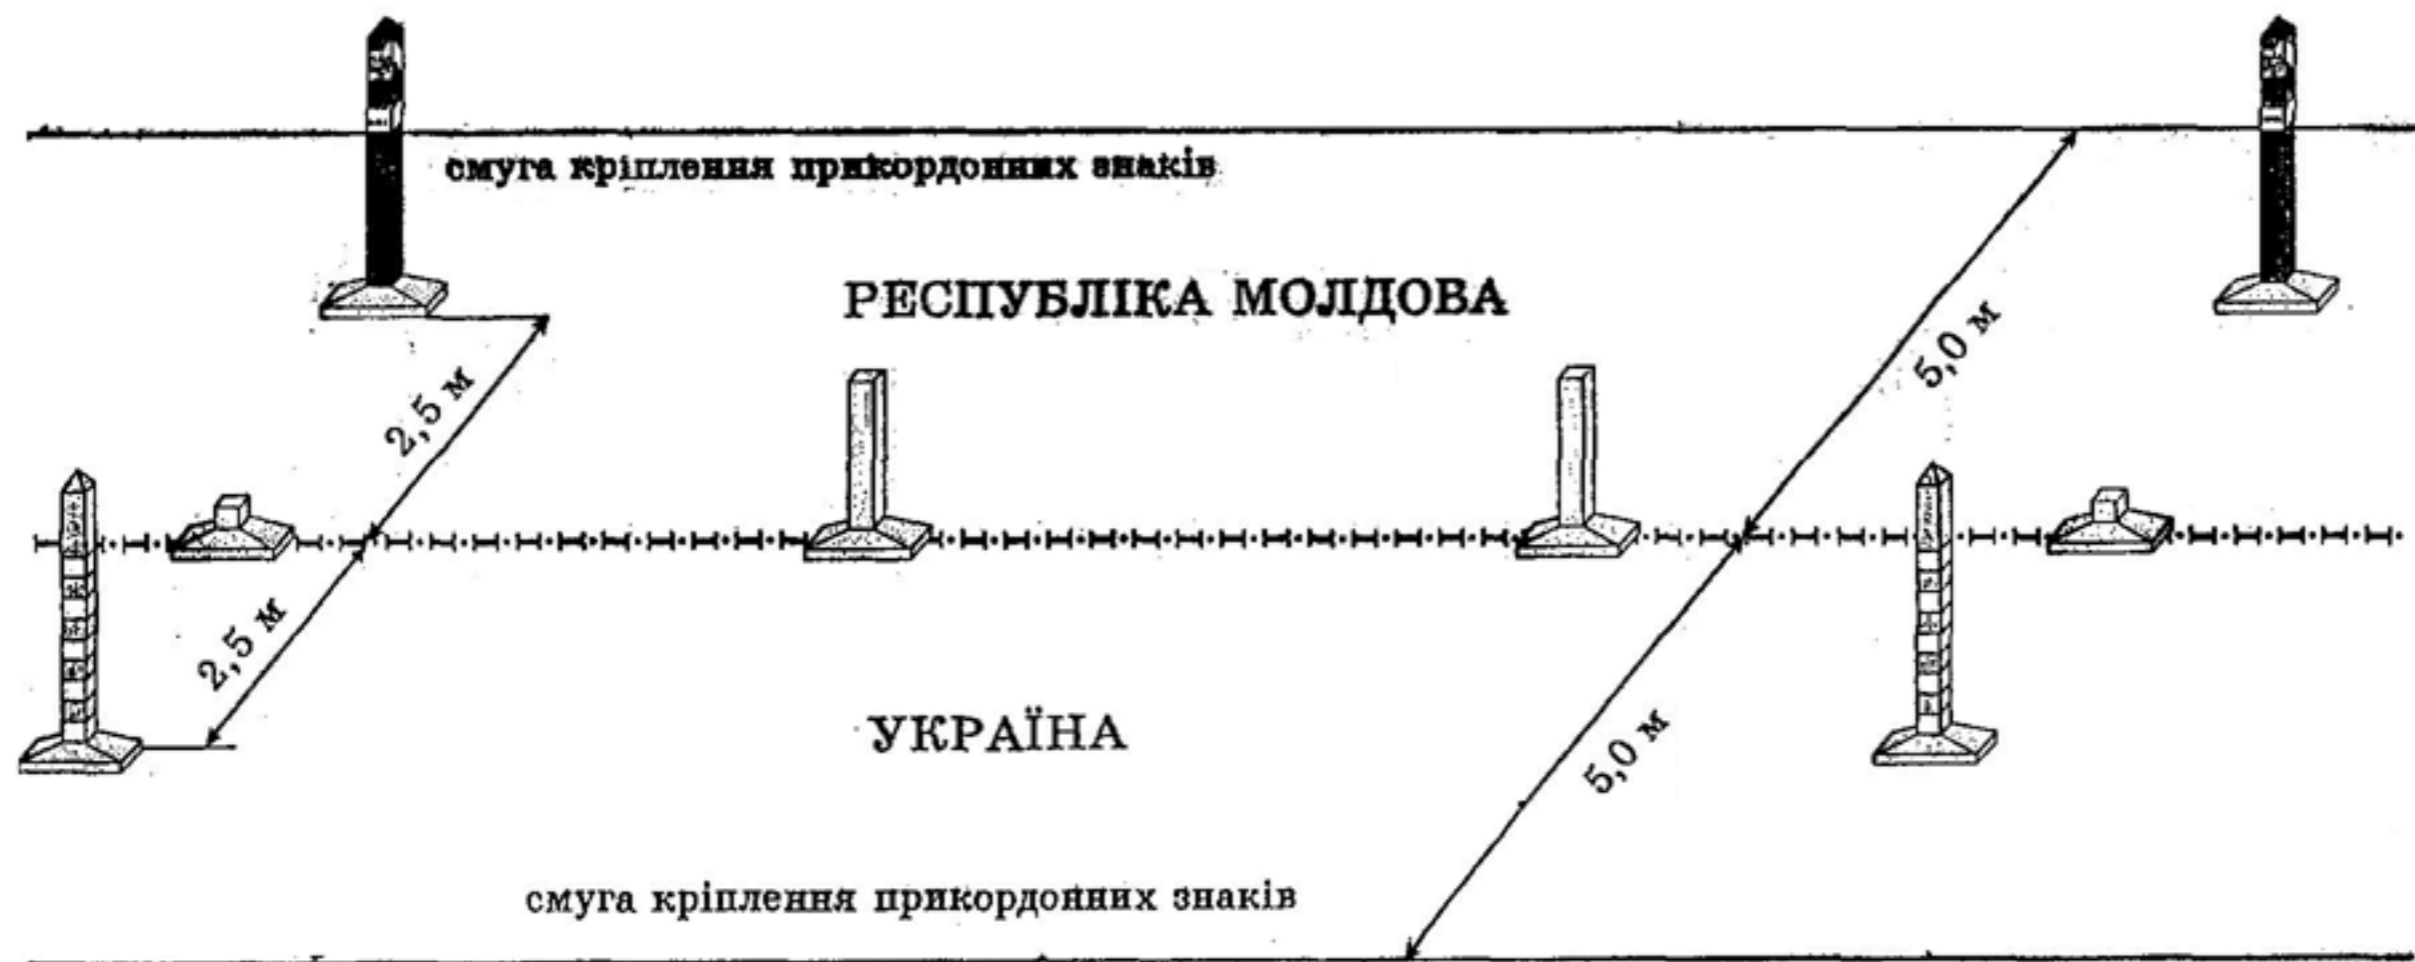 смуга кріплення прикордонних знаків
РЕСПУБЛІКА МОЛДОВА
5,0 м
2,5 м
2,5 м
УКРАЇНА
5,0 м
смуга кріплення прикордонних знаків